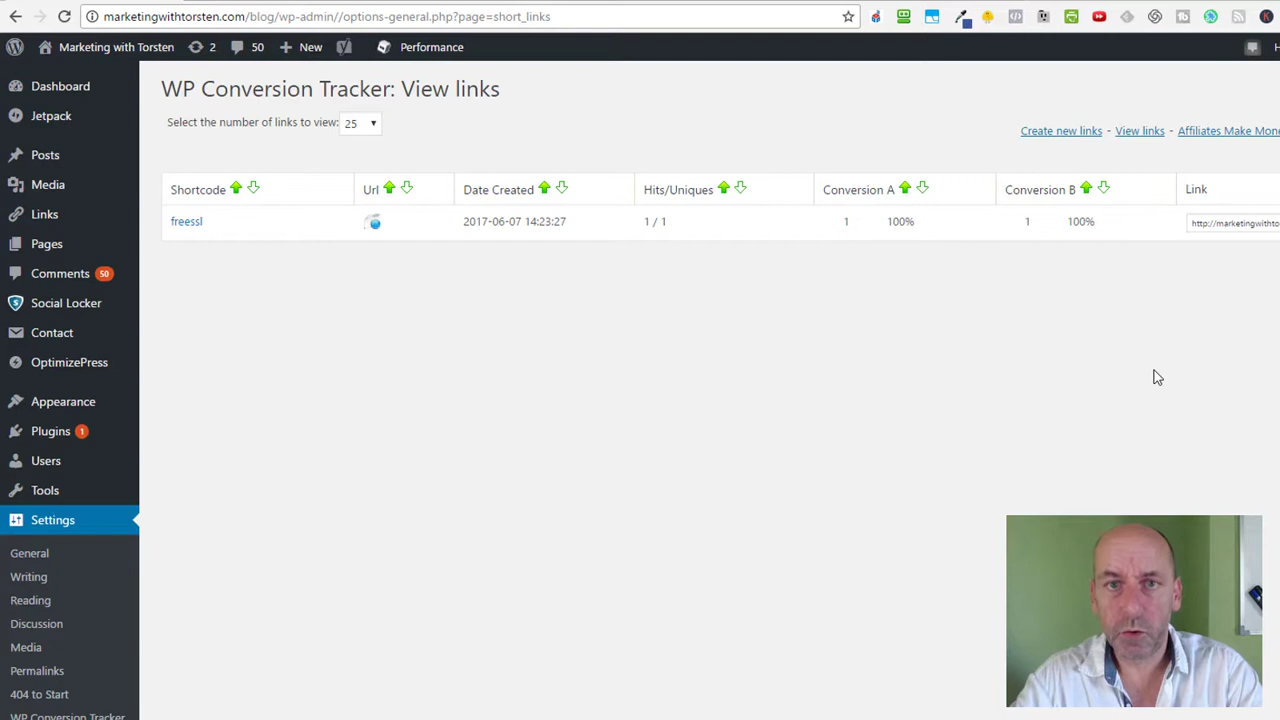 marketingwithtorsten.com/blog/wp-admin//options-general.php?page=short_links
Marketing with Torsten
2
50
New
Performance
H
Dashboard
Jetpack
Posts
Media
Links
Pages
Comments 50
Social Locker
Contact
OptimizePress
Appearance
Plugins 1
Users
Tools
Settings
General
Writing
Reading
Discussion
Media
Permalinks
404 to Start
WP Conversion Tracker
WP Conversion Tracker: View links
Select the number of links to view: 25
Create new links - View links - Affiliates Make Mone
Shortcode Url Date Created Hits/Uniques Conversion A Conversion B Link
freessl 2017-06-07 14:23:27 1 / 1 1 100% 1 100% http://marketingwithto